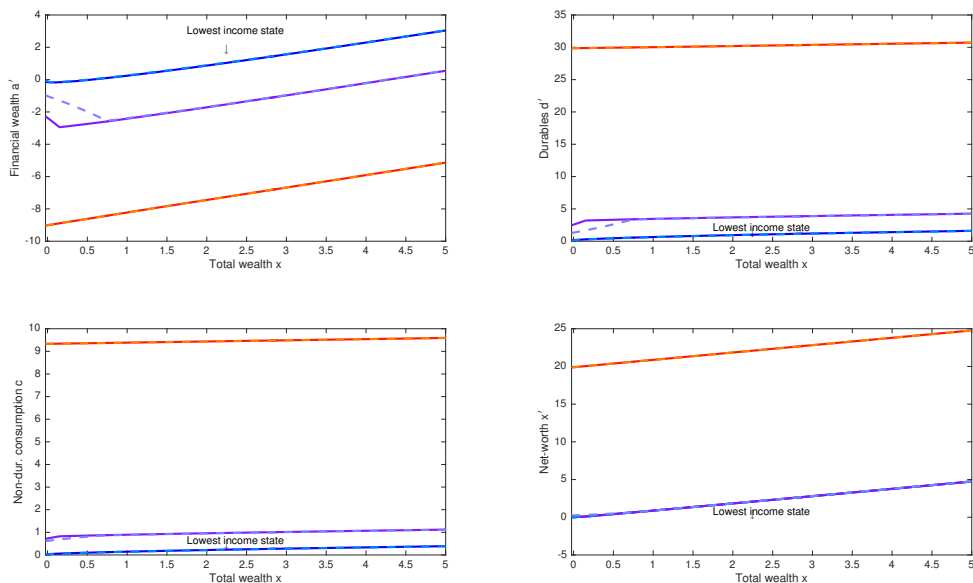 4
2
0
-2
-4
-6
-8
-10
Financial wealth a′
Lowest income state
↓
0 0.5 1 1.5 2 2.5 3 3.5 4 4.5 5
Total wealth x
35
30
25
20
15
10
5
0
Durables d′
Lowest income state
↓
0 0.5 1 1.5 2 2.5 3 3.5 4 4.5 5
Total wealth x
10
9
8
7
6
5
4
3
2
1
0
Non-dur. consumption c
Lowest income state
↓
0 0.5 1 1.5 2 2.5 3 3.5 4 4.5 5
Total wealth x
25
20
15
10
5
0
-5
Net-worth x′
Lowest income state
↓
0 0.5 1 1.5 2 2.5 3 3.5 4 4.5 5
Total wealth x